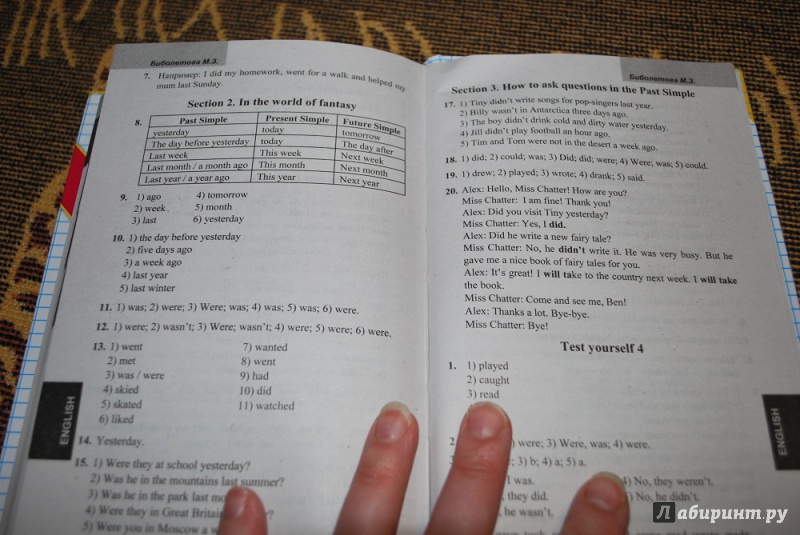 Биболетова М.З.
7. Например: I did my homework, went for a walk and helped my
mum last Sunday.
Section 2. In the world of fantasy
8.
Past Simple Present Simple Future Simple
yesterday today tomorrow
The day before yesterday today The day after
Last week This week Next week
Last month / a month ago This month Next month
Last year / a year ago This year Next year
9. 1) ago 4) tomorrow
2) week 5) month
3) last 6) yesterday
10. 1) the day before yesterday
2) five days ago
3) a week ago
4) last year
5) last winter
11. 1) was; 2) were; 3) Were; was; 4) was; 5) was; 6) were.
12. 1) were; 2) wasn't; 3) Were; wasn't; 4) were; 5) were; 6) were.
13. 1) went 7) wanted
2) met 8) went
3) was / were 9) had
4) skied 10) did
5) skated 11) watched
6) liked
14. Yesterday.
15. 1) Were they at school yesterday?
2) Was he in the mountains last summer?
3) Was he in the park last
4) Were they in Great Britain
5) Were you in Moscow a
ENGLISH
Биболетова М.З.
Section 3. How to ask questions in the Past Simple
17. 1) Tiny didn't write songs for pop-singers last year.
2) Billy wasn't in Antarctica three days ago.
3) The boy didn't drink cold and dirty water yesterday.
4) Jill didn't play football an hour ago.
5) Tim and Tom were not in the desert a week ago.
18. 1) did; 2) could; was; 3) Did; did; were; 4) Were; was; 5) could.
19. 1) drew; 2) played; 3) wrote; 4) drank; 5) said.
20. Alex: Hello, Miss Chatter! How are you?
Miss Chatter: I am fine! Thank you!
Alex: Did you visit Tiny yesterday?
Miss Chatter: Yes, I did.
Alex: Did he write a new fairy tale?
Miss Chatter: No, he didn't write it. He was very busy. But he
gave me a nice book of fairy tales for you.
Alex: It's great! I will take to the country next week. I will take
the book.
Miss Chatter: Come and see me, Ben!
Alex: Thanks a lot. Bye-bye.
Miss Chatter: Bye!
Test yourself 4
1. 1) played
2) caught
3) read
2 were; 3) Were, was; 4) were.
; 3) b; 4) a; 5) a.
I was. 4) No, they weren't.
, they did. ) No, he didn't.
, he wasn't.
ENGLISH
Лабиринт.ру